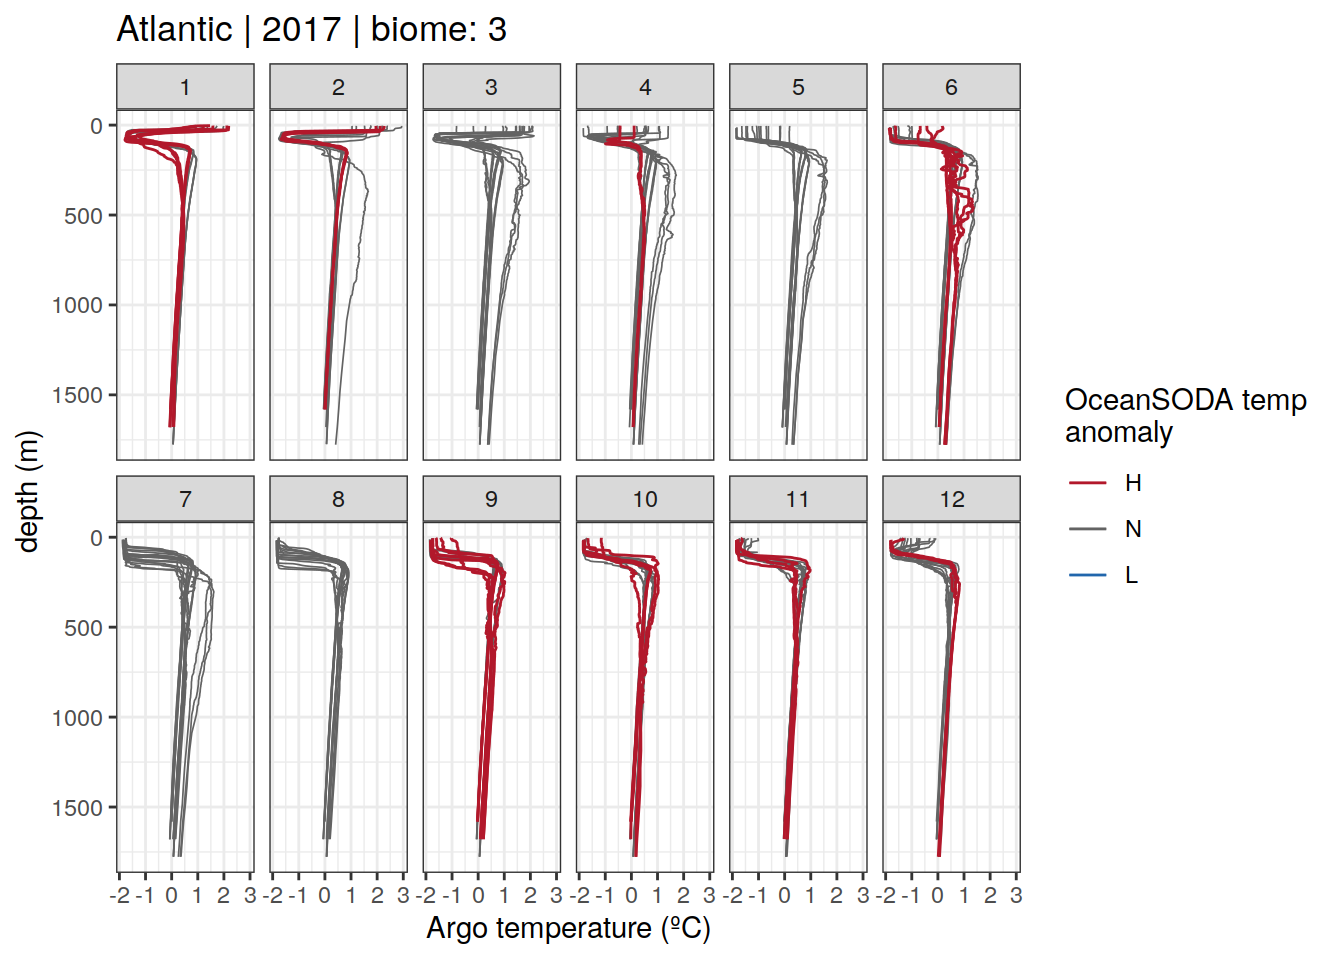 Atlantic | 2017 | biome: 3
1 2 3 4 5 6
0
500
1000
1500
7 8 9 10 11 12
0
500
1000
1500
-2 -1 0 1 2 3 -2 -1 0 1 2 3 -2 -1 0 1 2 3 -2 -1 0 1 2 3 -2 -1 0 1 2 3 -2 -1 0 1 2 3
Argo temperature (ºC)
depth (m)
OceanSODA temp
anomaly
H
N
L